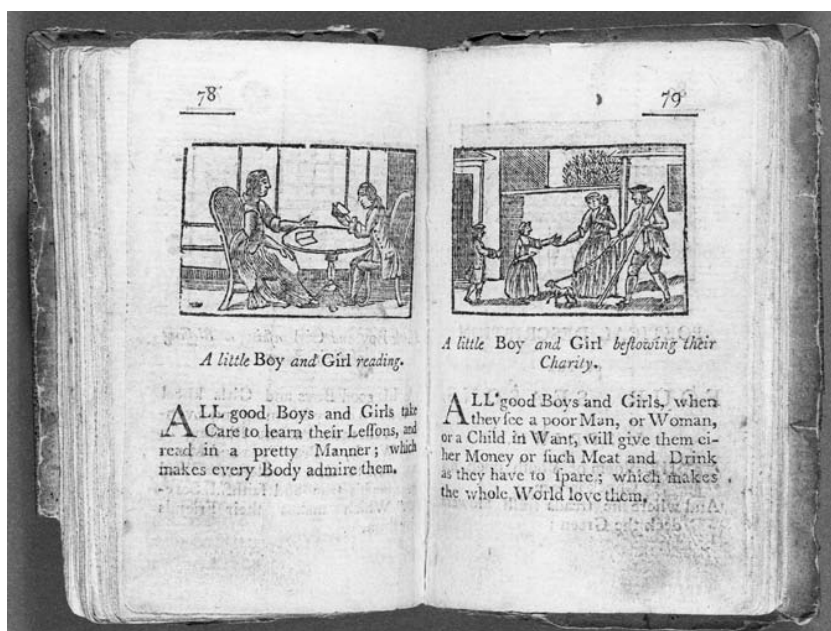 78
A little Boy and Girl reading.
ALL good Boys and Girls take
Care to learn their Leſſons, and
read in a pretty Manner; which
makes every Body admire them.
79
A little Boy and Girl beſtowing their
Charity.
ALL good Boys and Girls, when
they ſee a poor Man, or Woman,
or a Child in Want, will give them ei-
her Money or ſuch Meat and Drink
as they have to ſpare; which makes
the whole World love them.